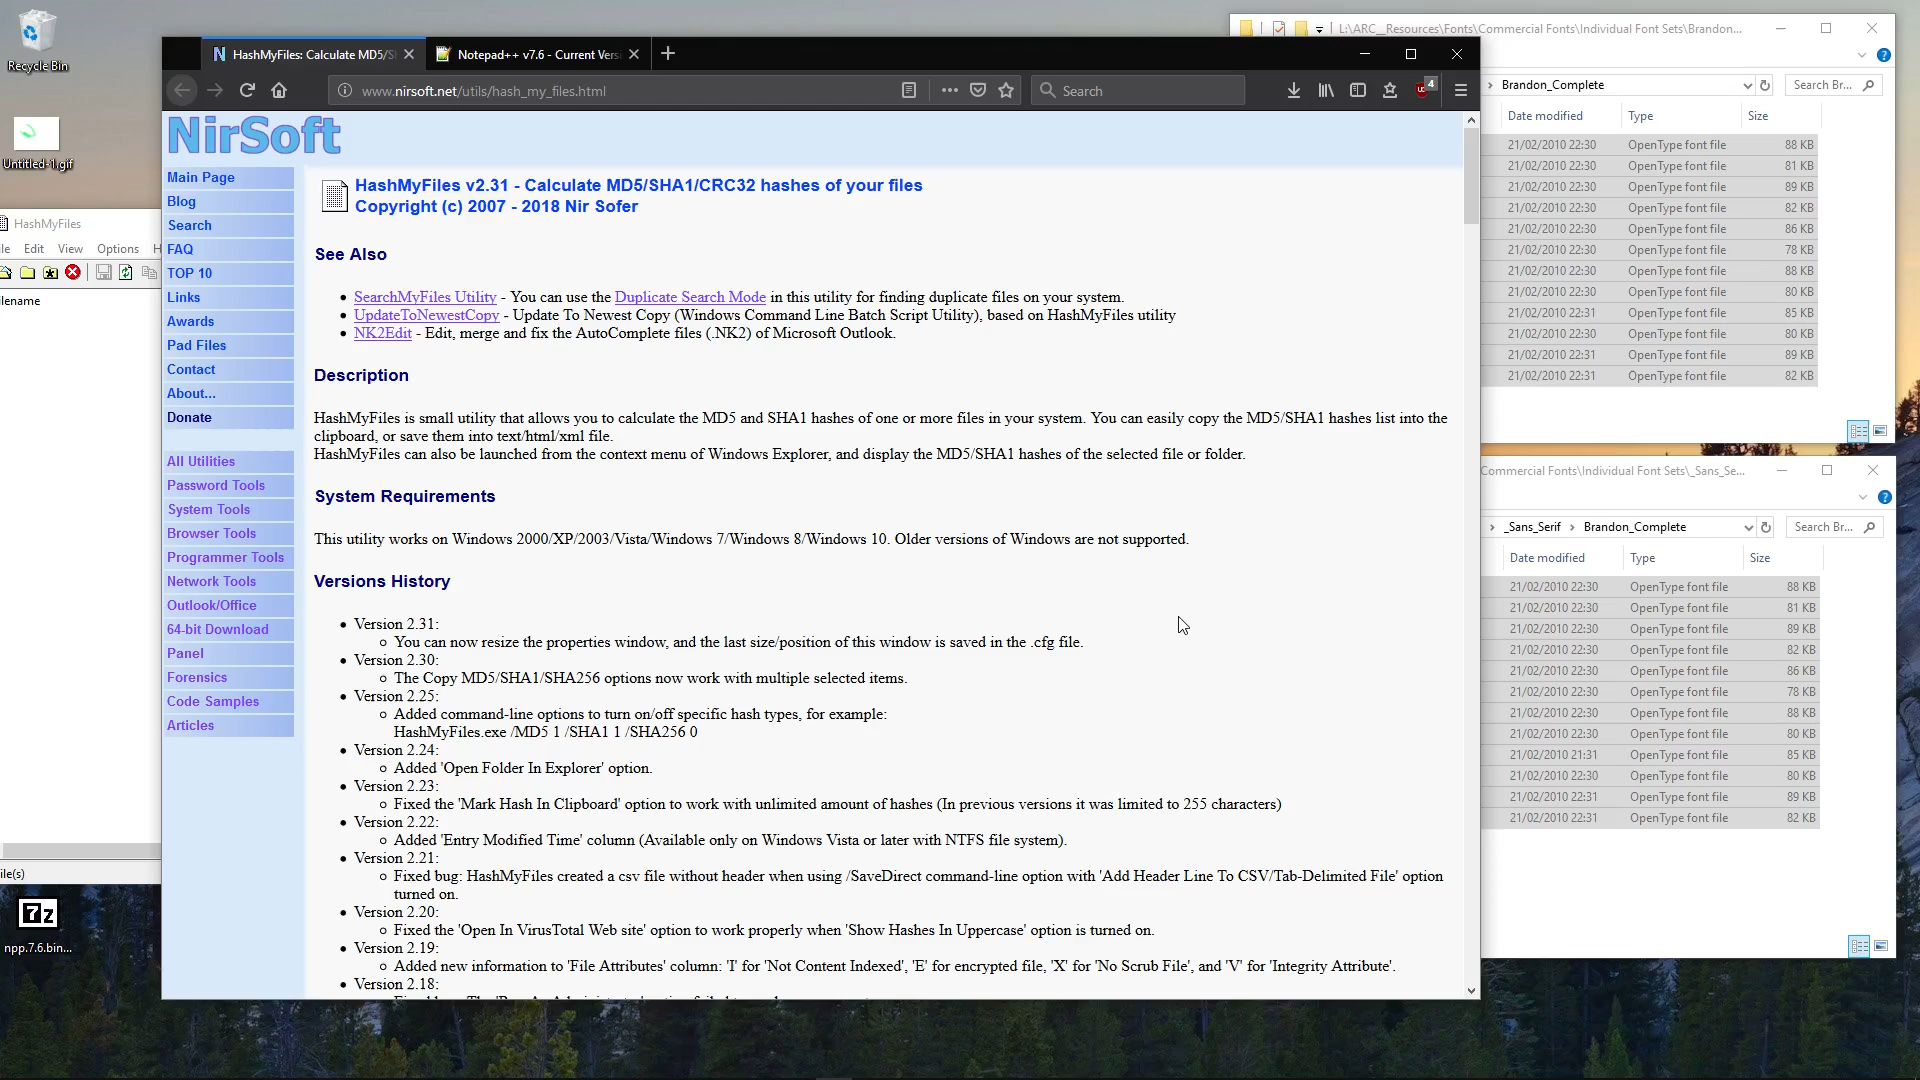 Recycle Bin
Untitled-1.gif
HashMyFiles
Edit View Options
ile(s)
npp.7.6.bin...
HashMyFiles: Calculate MD5/S
Notepad++ v7.6 - Current Vers
www.nirsoft.net/utils/hash_my_files.html
Search
4
NirSoft
Main Page
Blog
Search
FAQ
TOP 10
Links
Awards
Pad Files
Contact
About...
Donate
All Utilities
Password Tools
System Tools
Browser Tools
Programmer Tools
Network Tools
Outlook/Office
64-bit Download
Panel
Forensics
Code Samples
Articles
HashMyFiles v2.31 - Calculate MD5/SHA1/CRC32 hashes of your files
Copyright (c) 2007 - 2018 Nir Sofer
See Also
SearchMyFiles Utility - You can use the Duplicate Search Mode in this utility for finding duplicate files on your system.
UpdateToNewestCopy - Update To Newest Copy (Windows Command Line Batch Script Utility), based on HashMyFiles utility
NK2Edit - Edit, merge and fix the AutoComplete files (.NK2) of Microsoft Outlook.
Description
HashMyFiles is small utility that allows you to calculate the MD5 and SHA1 hashes of one or more files in your system. You can easily copy the MD5/SHA1 hashes list into the
clipboard, or save them into text/html/xml file.
HashMyFiles can also be launched from the context menu of Windows Explorer, and display the MD5/SHA1 hashes of the selected file or folder.
System Requirements
This utility works on Windows 2000/XP/2003/Vista/Windows 7/Windows 8/Windows 10. Older versions of Windows are not supported.
Versions History
Version 2.31:
You can now resize the properties window, and the last size/position of this window is saved in the .cfg file.
Version 2.30:
The Copy MD5/SHA1/SHA256 options now work with multiple selected items.
Version 2.25:
Added command-line options to turn on/off specific hash types, for example:
HashMyFiles.exe /MD5 1 /SHA1 1 /SHA256 0
Version 2.24:
Added 'Open Folder In Explorer' option.
Version 2.23:
Fixed the 'Mark Hash In Clipboard' option to work with unlimited amount of hashes (In previous versions it was limited to 255 characters)
Version 2.22:
Added 'Entry Modified Time' column (Available only on Windows Vista or later with NTFS file system).
Version 2.21:
Fixed bug: HashMyFiles created a csv file without header when using /SaveDirect command-line option with 'Add Header Line To CSV/Tab-Delimited File' option
turned on.
Version 2.20:
Fixed the 'Open In VirusTotal Web site' option to work properly when 'Show Hashes In Uppercase' option is turned on.
Version 2.19:
Added new information to 'File Attributes' column: 'I' for 'Not Content Indexed', 'E' for encrypted file, 'X' for 'No Scrub File', and 'V' for 'Integrity Attribute'.
Version 2.18:
L:\ARC__Resources\Fonts\Commercial Fonts\Individual Font Sets\Brandon...
Brandon_Complete
Search Br...
Date modified Type Size
21/02/2010 22:30 OpenType font file 88 KB
21/02/2010 22:30 OpenType font file 81 KB
21/02/2010 22:30 OpenType font file 89 KB
21/02/2010 22:30 OpenType font file 82 KB
21/02/2010 22:30 OpenType font file 86 KB
21/02/2010 22:30 OpenType font file 78 KB
21/02/2010 22:30 OpenType font file 88 KB
21/02/2010 22:30 OpenType font file 80 KB
21/02/2010 22:31 OpenType font file 85 KB
21/02/2010 22:30 OpenType font file 80 KB
21/02/2010 22:31 OpenType font file 89 KB
21/02/2010 22:31 OpenType font file 82 KB
Commercial Fonts\Individual Font Sets\_Sans_Se...
_Sans_Serif Brandon_Complete
Search Br...
Date modified Type Size
21/02/2010 22:30 OpenType font file 88 KB
21/02/2010 22:30 OpenType font file 81 KB
21/02/2010 22:30 OpenType font file 89 KB
21/02/2010 22:30 OpenType font file 82 KB
21/02/2010 22:30 OpenType font file 86 KB
21/02/2010 22:30 OpenType font file 78 KB
21/02/2010 22:30 OpenType font file 88 KB
21/02/2010 22:30 OpenType font file 80 KB
21/02/2010 21:31 OpenType font file 85 KB
21/02/2010 22:30 OpenType font file 80 KB
21/02/2010 22:31 OpenType font file 89 KB
21/02/2010 22:31 OpenType font file 82 KB